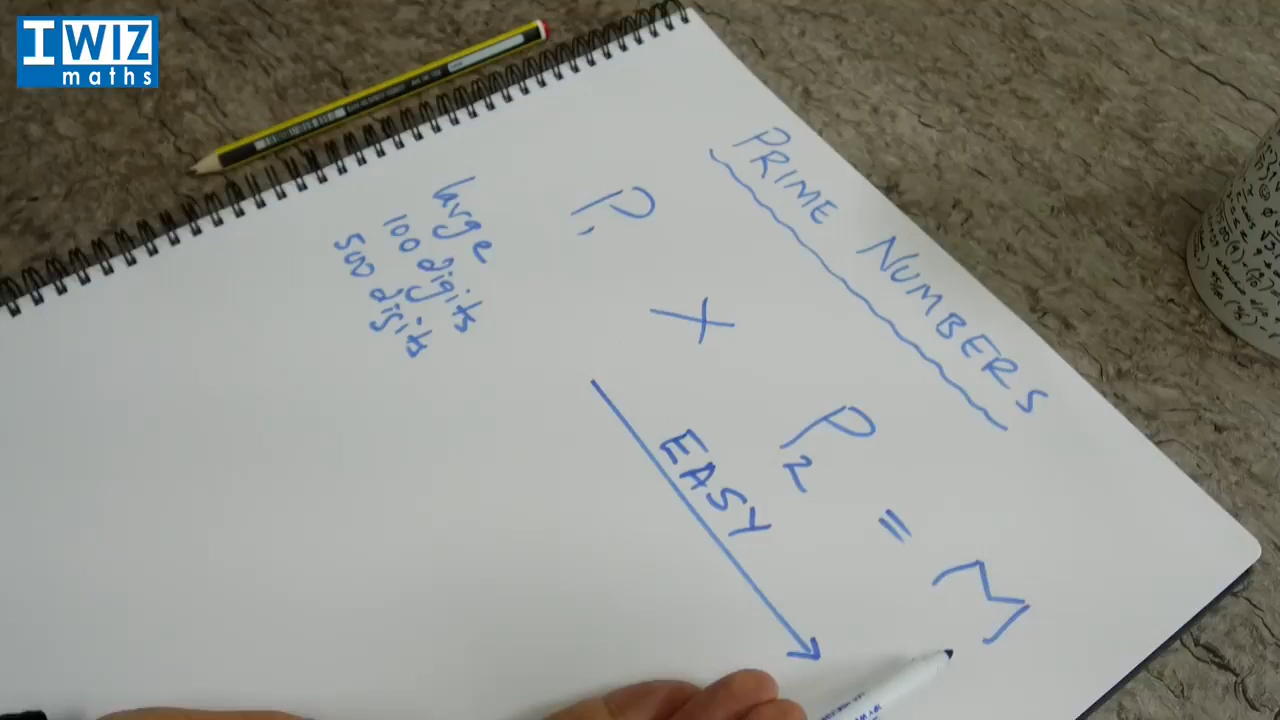 IWIZ
maths
PRIME NUMBERS
P₁ × P₂ = M
large
100 digits
500 digits
EASY